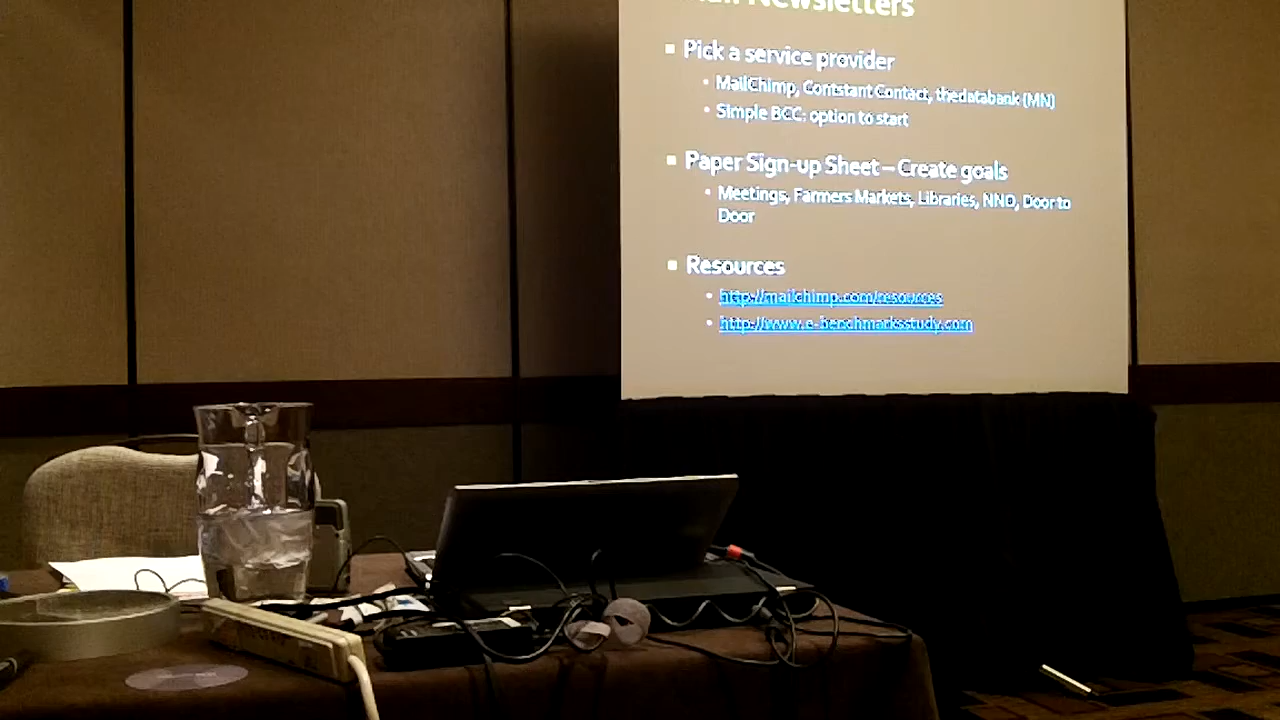 Newsletters
Pick a service provider
MailChimp, Contstant Contact, thedatabank (MN)
Simple BCC: option to start
Paper Sign-up Sheet – Create goals
Meetings, Farmers Markets, Libraries, NNO, Door to
Door
Resources
http://mailchimp.com/resources
http://www.e-benchmarksstudy.com